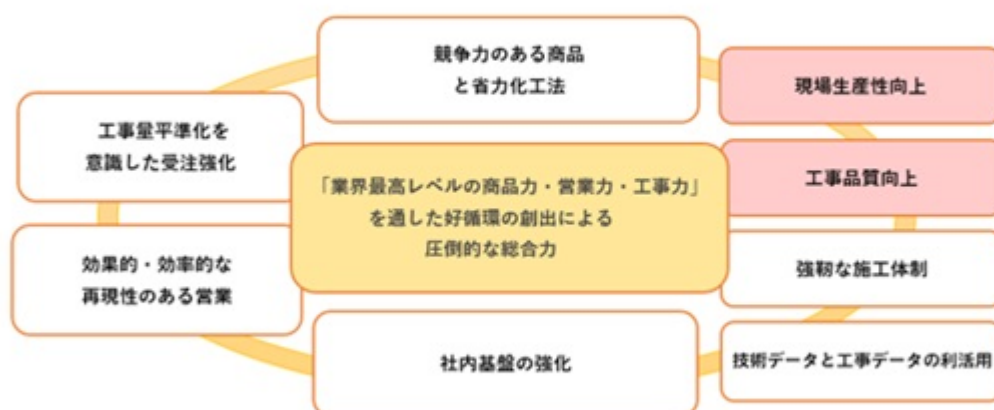 競争力のある商品
と省力化工法
現場生産性向上
工事量平準化を
意識した受注強化
「業界最高レベルの商品力・営業力・工事力」
を通した好循環の創出による
圧倒的な総合力
工事品質向上
効果的・効率的な
再現性のある営業
強靭な施工体制
社内基盤の強化
技術データと工事データの利活用